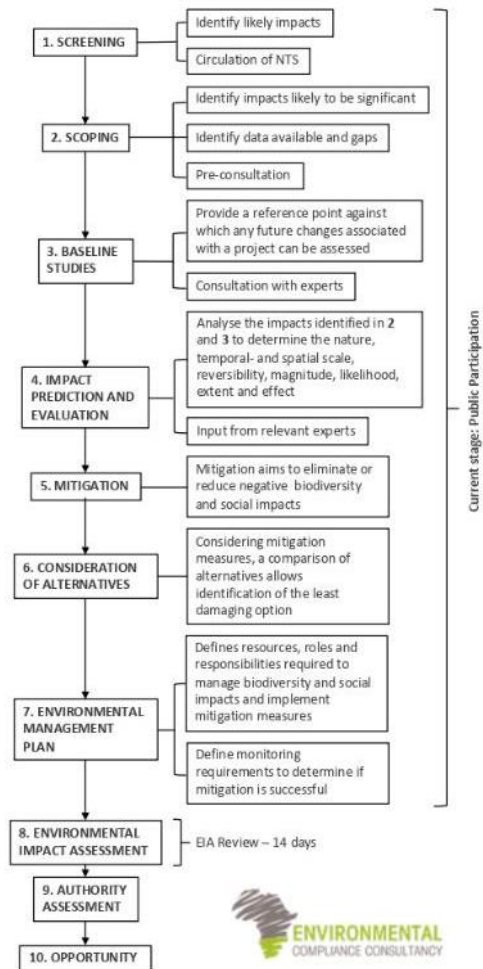 1. SCREENING
Identify likely impacts
Circulation of NTS
2. SCOPING
Identify impacts likely to be significant
Identify data available and gaps
Pre-consultation
3. BASELINE
STUDIES
Provide a reference point against
which any future changes associated
with a project can be assessed
Consultation with experts
4. IMPACT
PREDICTION AND
EVALUATION
Analyse the impacts identified in 2
and 3 to determine the nature,
temporal- and spatial scale,
reversibility, magnitude, likelihood,
extent and effect
Input from relevant experts
5. MITIGATION
Mitigation aims to eliminate or
reduce negative biodiversity
and social impacts
6. CONSIDERATION
OF ALTERNATIVES
Considering mitigation
measures, a comparison of
alternatives allows
identification of the least
damaging option
7. ENVIRONMENTAL
MANAGEMENT
PLAN
Defines resources, roles and
responsibilities required to
manage biodiversity and social
impacts and implement
mitigation measures
Define monitoring
requirements to determine if
mitigation is successful
Current stage: Public Participation
8. ENVIRONMENTAL
IMPACT ASSESSMENT
EIA Review – 14 days
9. AUTHORITY
ASSESSMENT
10. OPPORTUNITY
ENVIRONMENTAL
COMPLIANCE CONSULTANCY